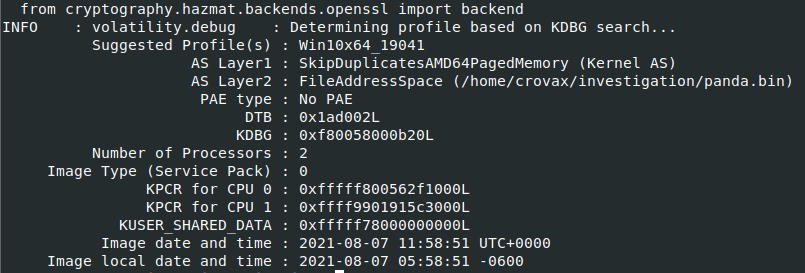 from cryptography.hazmat.backends.openssl import backend
INFO    : volatility.debug    : Determining profile based on KDBG search...
Suggested Profile(s) : Win10x64_19041
AS Layer1 : SkipDuplicatesAMD64PagedMemory (Kernel AS)
AS Layer2 : FileAddressSpace (/home/crovax/investigation/panda.bin)
PAE type : No PAE
DTB : 0x1ad002L
KDBG : 0xf80058000b20L
Number of Processors : 2
Image Type (Service Pack) : 0
KPCR for CPU 0 : 0xfffff800562f1000L
KPCR for CPU 1 : 0xffff9901915c3000L
KUSER_SHARED_DATA : 0xfffff78000000000L
Image date and time : 2021-08-07 11:58:51 UTC+0000
Image local date and time : 2021-08-07 05:58:51 -0600